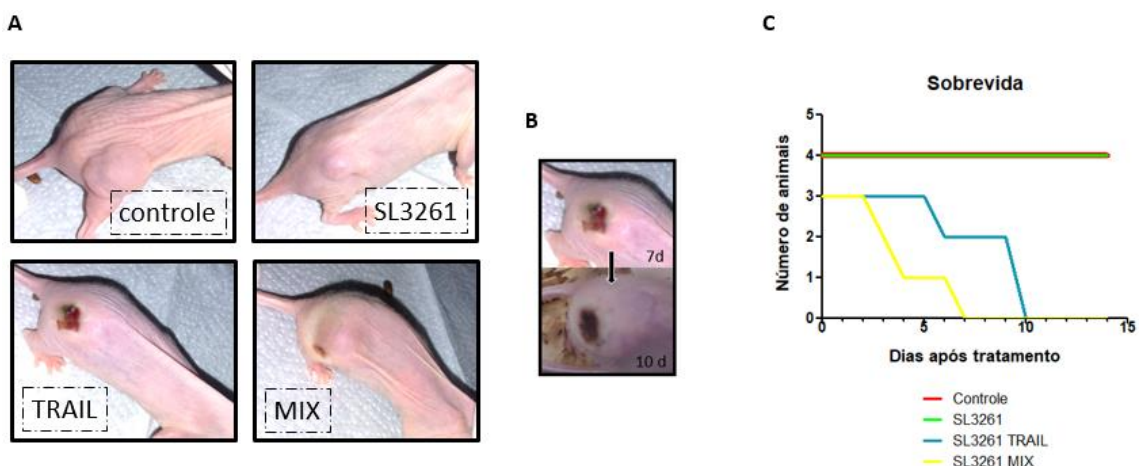 A
controle
SL3261
TRAIL
MIX
B
7d
10 d
C
Sobrevida
Número de animais
5
4
3
2
1
0
0
5
10
15
Dias após tratamento
Controle
SL3261
SL3261 TRAIL
SL3261 MIX